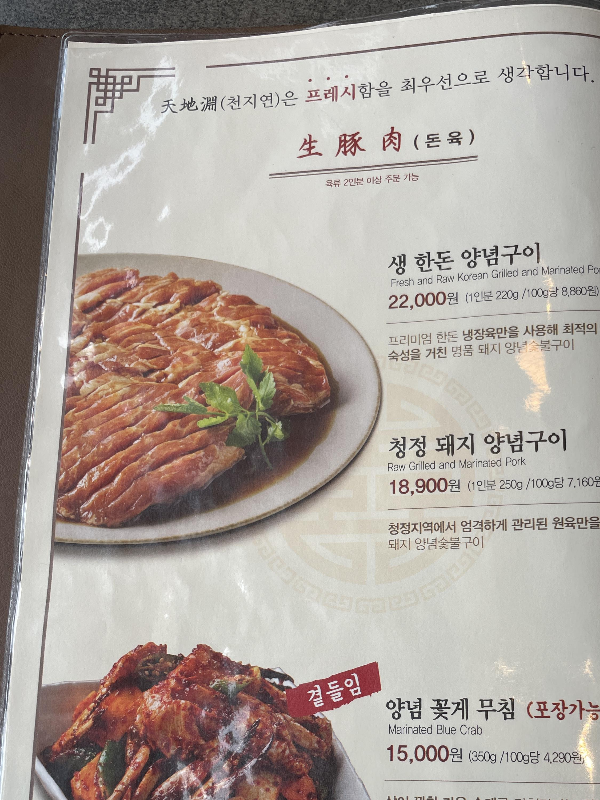 天地淵(천지연)은 프레시함을 최우선으로 생각합니다.
生豚肉 (돈육)
육류 2인분 이상 주문 가능
생 한돈 양념구이
Fresh and Raw Korean Grilled and Marinated
22,000원 (1인분 220g /100g당 8,860원)
프리미엄 한돈 냉장육만을 사용해 최적의
숙성을 거친 명품 돼지 양념숯불구이
청정 돼지 양념구이
Raw Grilled and Marinated Pork
18,900원 (1인분 250g /100g당 7,160원
청정지역에서 엄격하게 관리된 원육만을
돼지 양념숯불구이
곁들임
양념 꽃게 무침 (포장가능
Marinated Blue Crab
15,000원 (350g /100g당 4,290원)